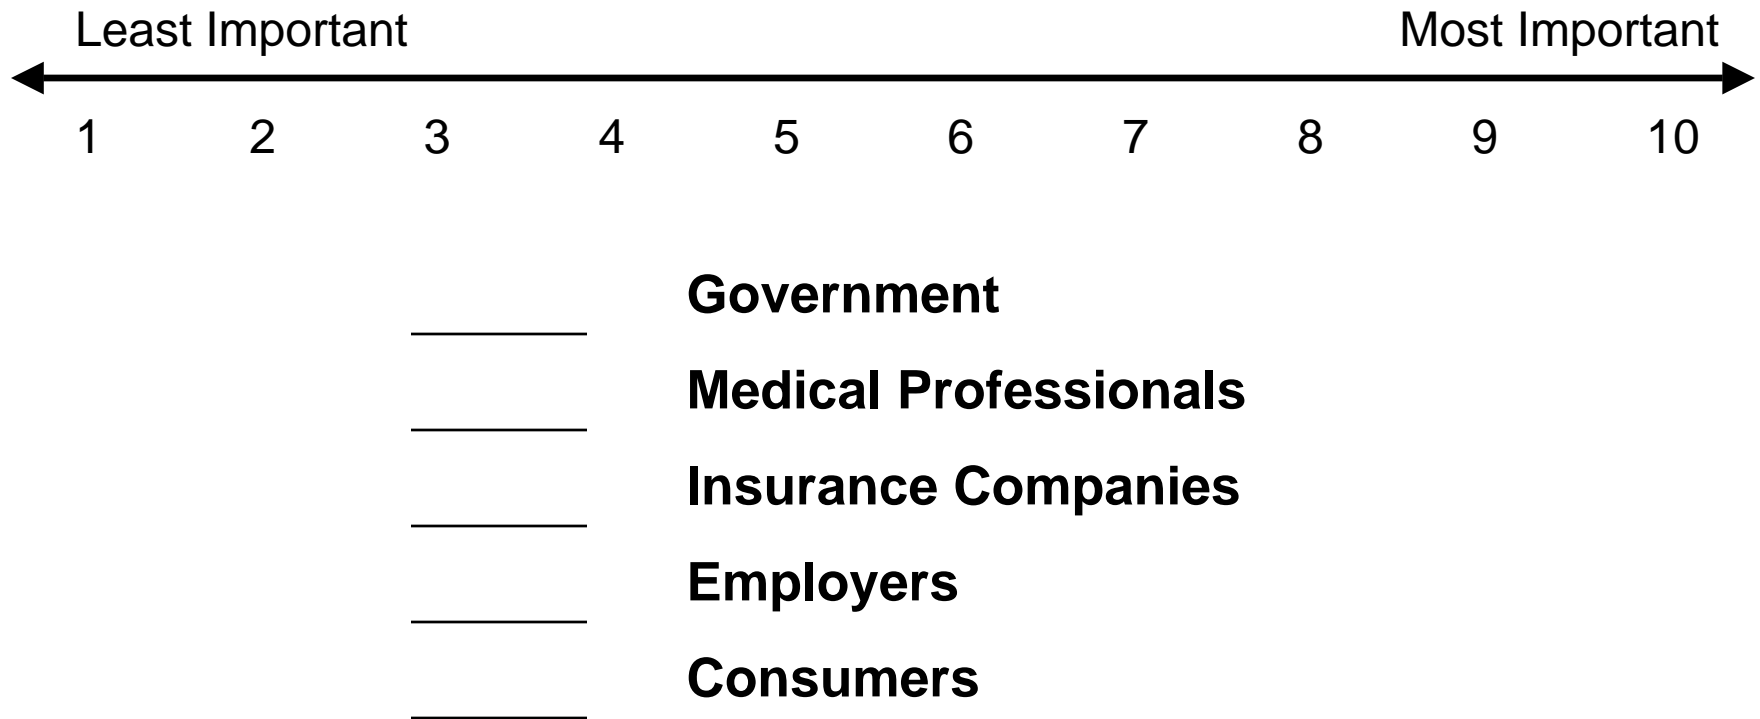 Least Important Most Important
1 2 3 4 5 6 7 8 9 10
Government
Medical Professionals
Insurance Companies
Employers
Consumers